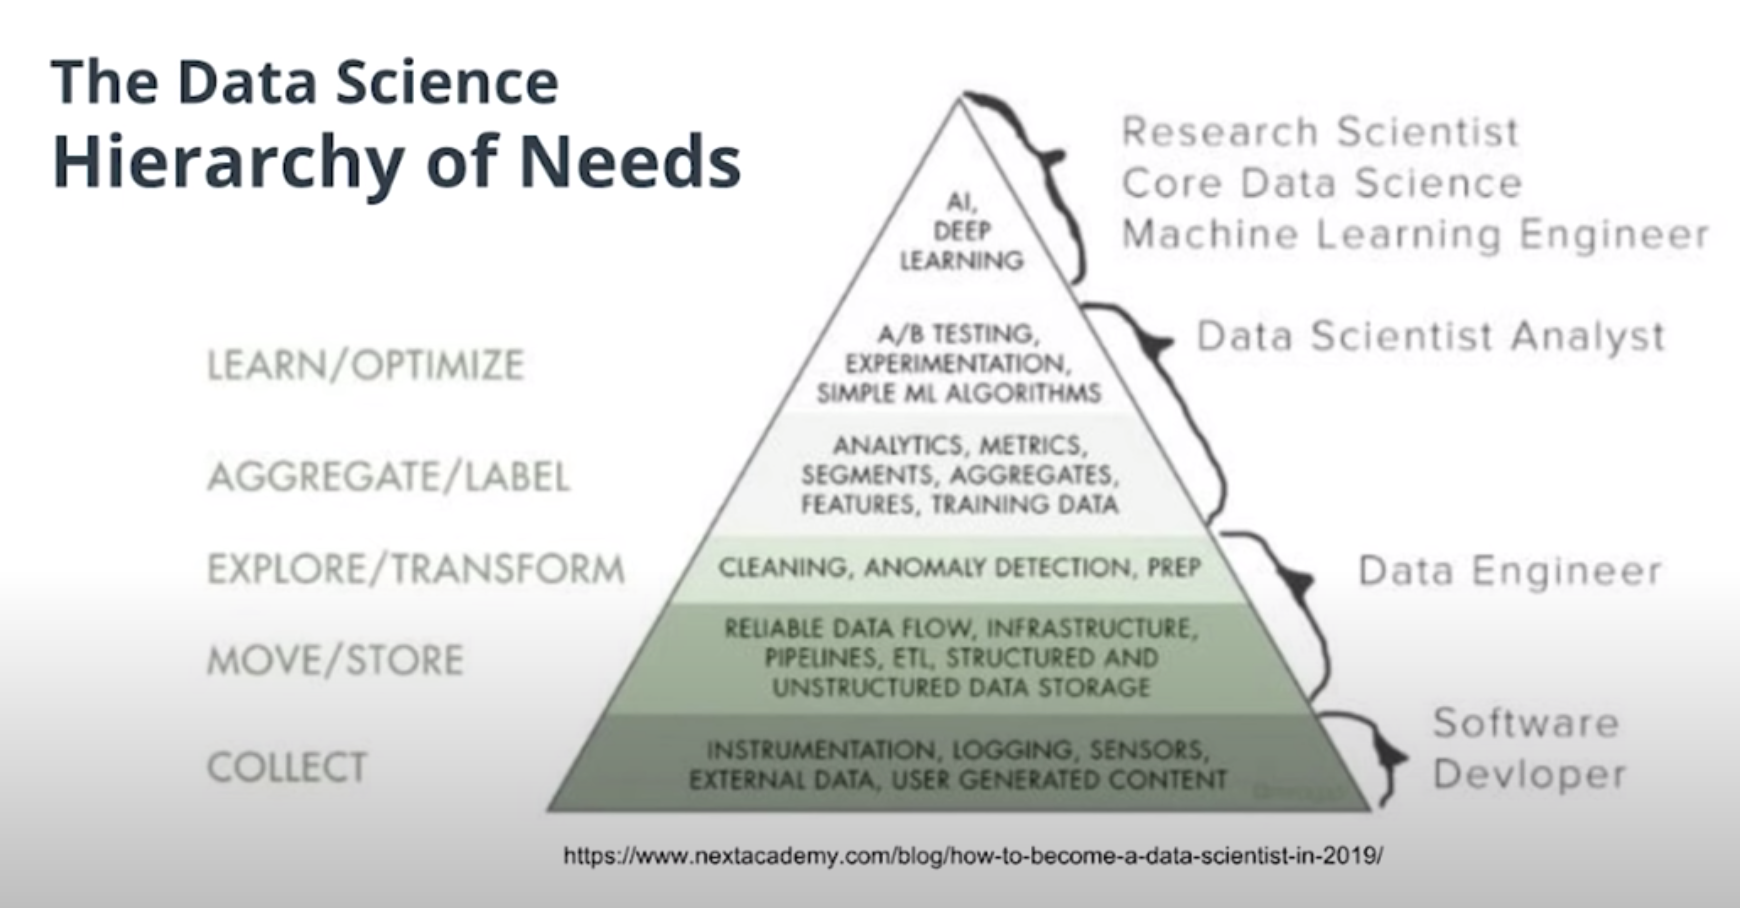 The Data Science
Hierarchy of Needs
AI,
DEEP
LEARNING
Research Scientist
Core Data Science
Machine Learning Engineer
LEARN/OPTIMIZE
A/B TESTING,
EXPERIMENTATION,
SIMPLE ML ALGORITHMS
Data Scientist Analyst
AGGREGATE/LABEL
ANALYTICS, METRICS,
SEGMENTS, AGGREGATES,
FEATURES, TRAINING DATA
EXPLORE/TRANSFORM
CLEANING, ANOMALY DETECTION, PREP
Data Engineer
MOVE/STORE
RELIABLE DATA FLOW, INFRASTRUCTURE,
PIPELINES, ETL, STRUCTURED AND
UNSTRUCTURED DATA STORAGE
COLLECT
INSTRUMENTATION, LOGGING, SENSORS,
EXTERNAL DATA, USER GENERATED CONTENT
Software
Devloper
https://www.nextacademy.com/blog/how-to-become-a-data-scientist-in-2019/